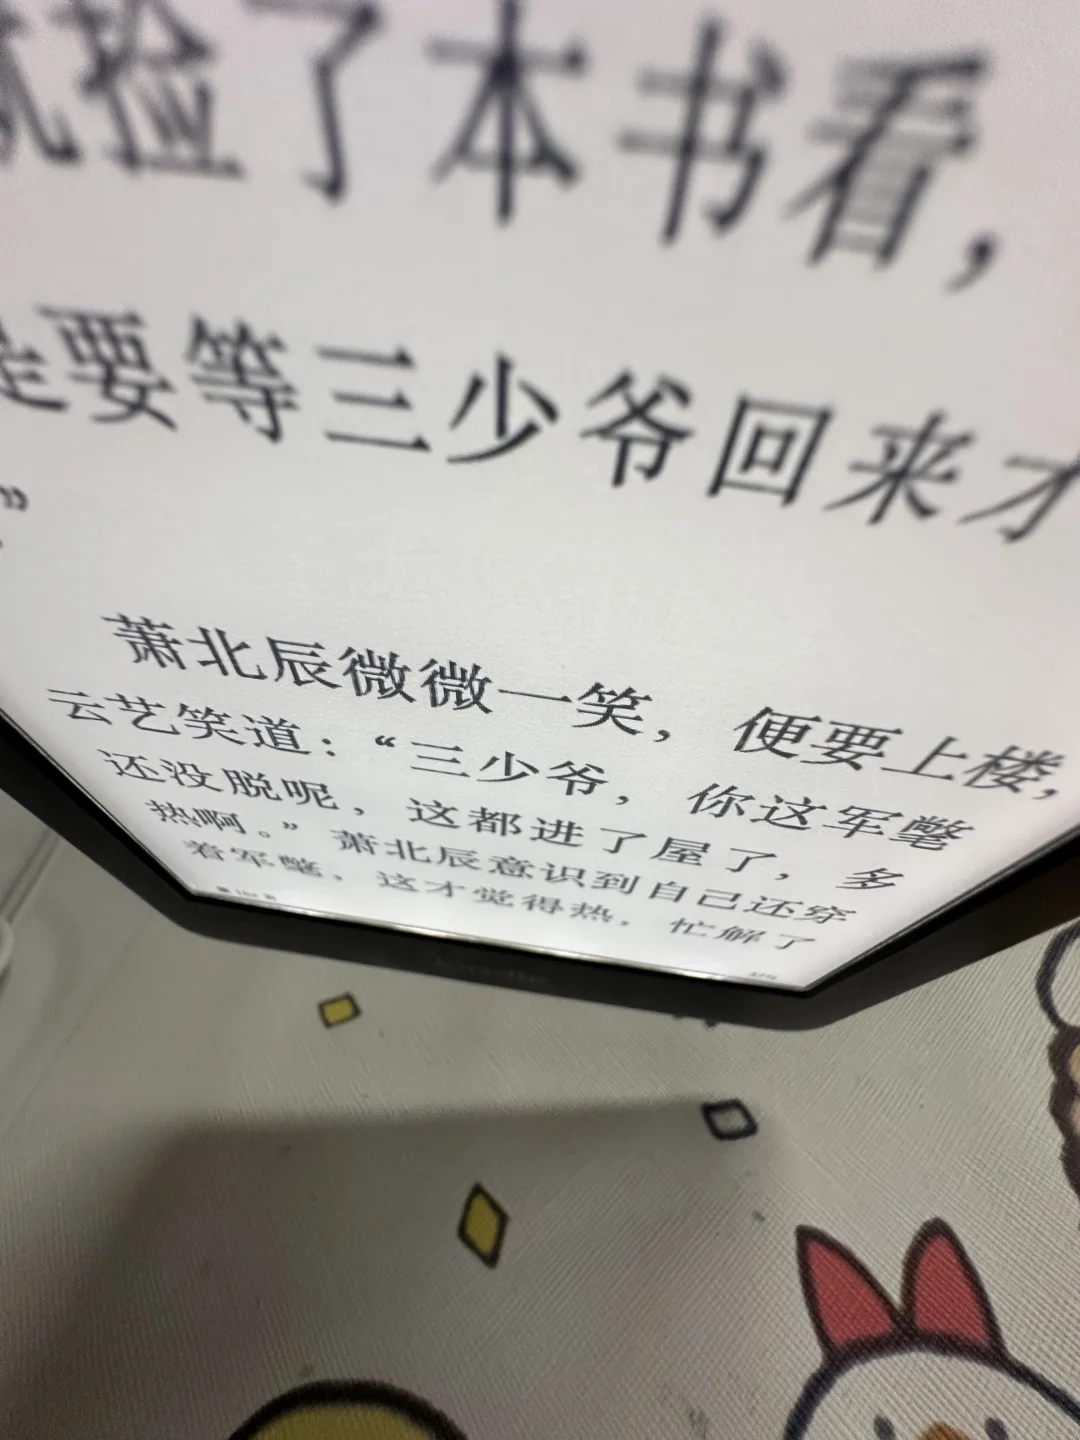 就捡了本书看，
是要等三少爷回来才
”
萧北辰微微一笑，便要上楼，
云艺笑道：“三少爷，你这军氅
还没脱呢，这都进了屋了，多
热啊。”萧北辰意识到自己还穿
着军氅，这才觉得热，忙解了
kindle